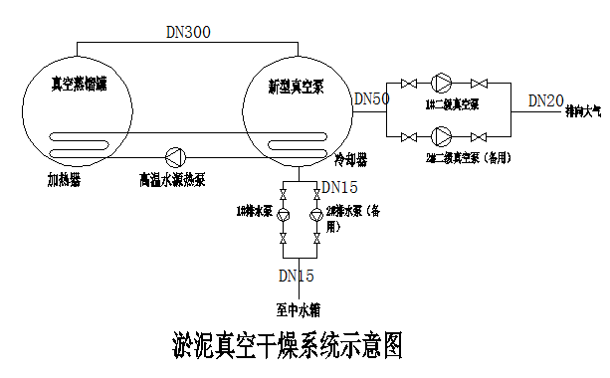 DN300
真空蒸馏罐
新型真空泵
DN50
1#二级真空泵
DN20
排向大气
2#二级真空泵(备用)
冷却器
加热器
高温水源热泵
DN15
1#排水泵
2#排水泵(备
用)
DN15
至中水箱
淤泥真空干燥系统示意图